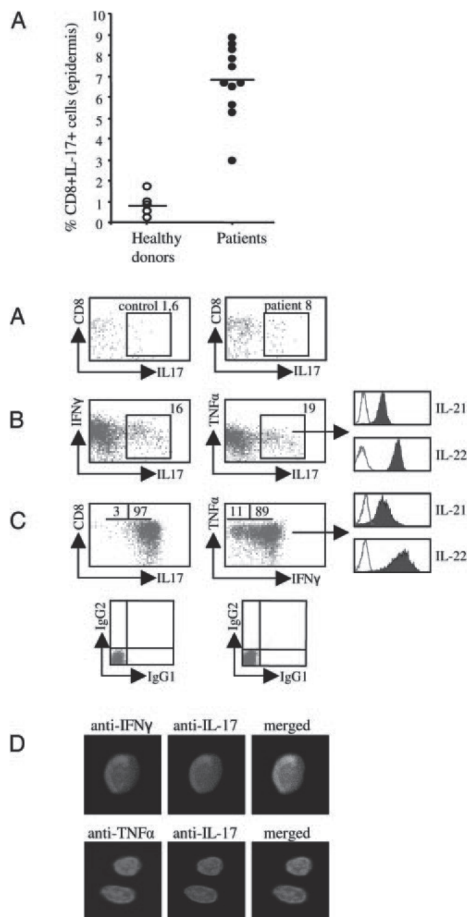 A
% CD8+IL-17+ cells (epidermis)
10
9
8
7
6
5
4
3
2
1
0
Healthy donors
Patients
A
CD8
control 1,6
IL17
CD8
patient 8
IL17
B
IFNγ
16
IL17
TNFα
19
IL17
IL-21
IL-22
C
CD8
3 97
IL17
TNFα
11 89
IFNγ
IL-21
IL-22
IgG2
IgG1
IgG2
IgG1
D
anti-IFNγ anti-IL-17 merged
anti-TNFα anti-IL-17 merged